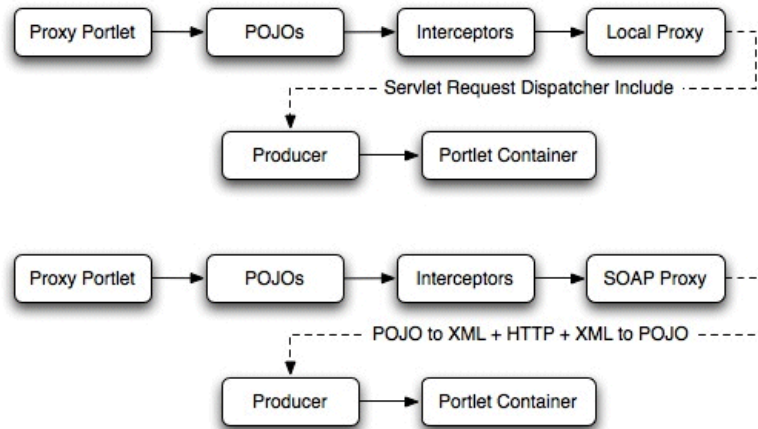 Proxy Portlet
POJOs
Interceptors
Local Proxy
Servlet Request Dispatcher Include
Producer
Portlet Container
Proxy Portlet
POJOs
Interceptors
SOAP Proxy
POJO to XML + HTTP + XML to POJO
Producer
Portlet Container